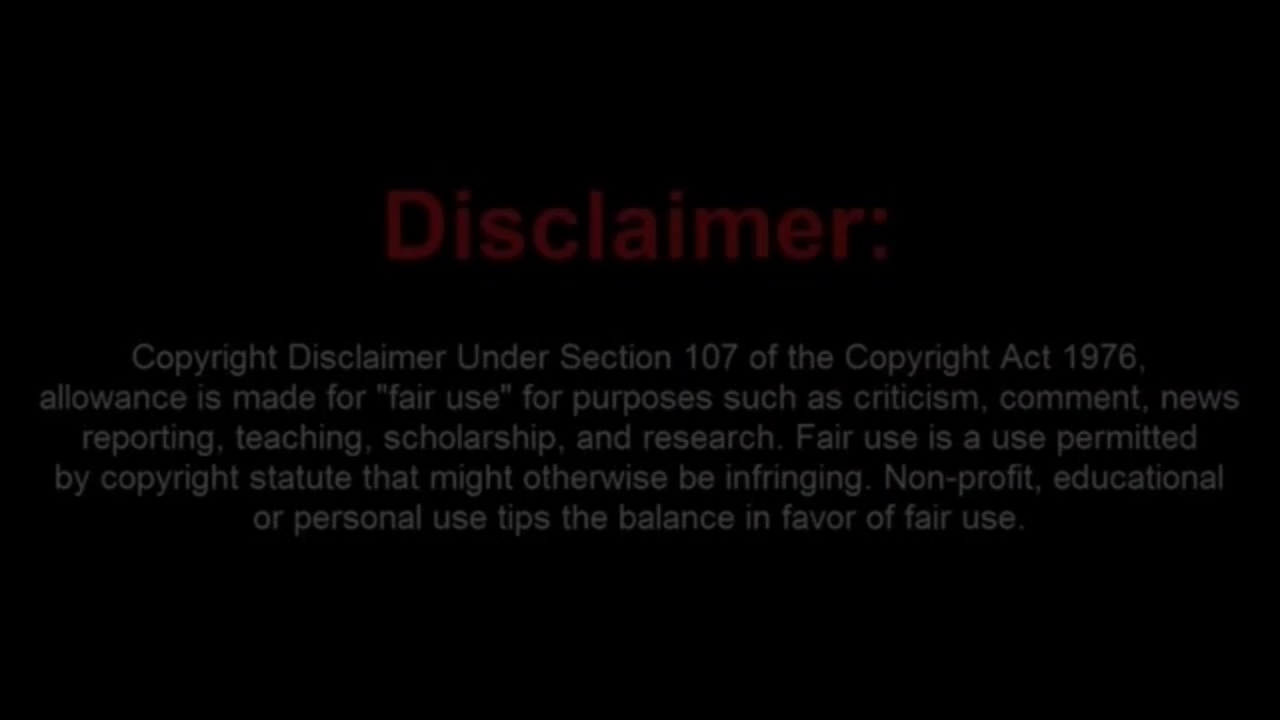 Disclaimer:
Copyright Disclaimer Under Section 107 of the Copyright Act 1976,
allowance is made for "fair use" for purposes such as criticism, comment, news
reporting, teaching, scholarship, and research. Fair use is a use permitted
by copyright statute that might otherwise be infringing. Non-profit, educational
or personal use tips the balance in favor of fair use.